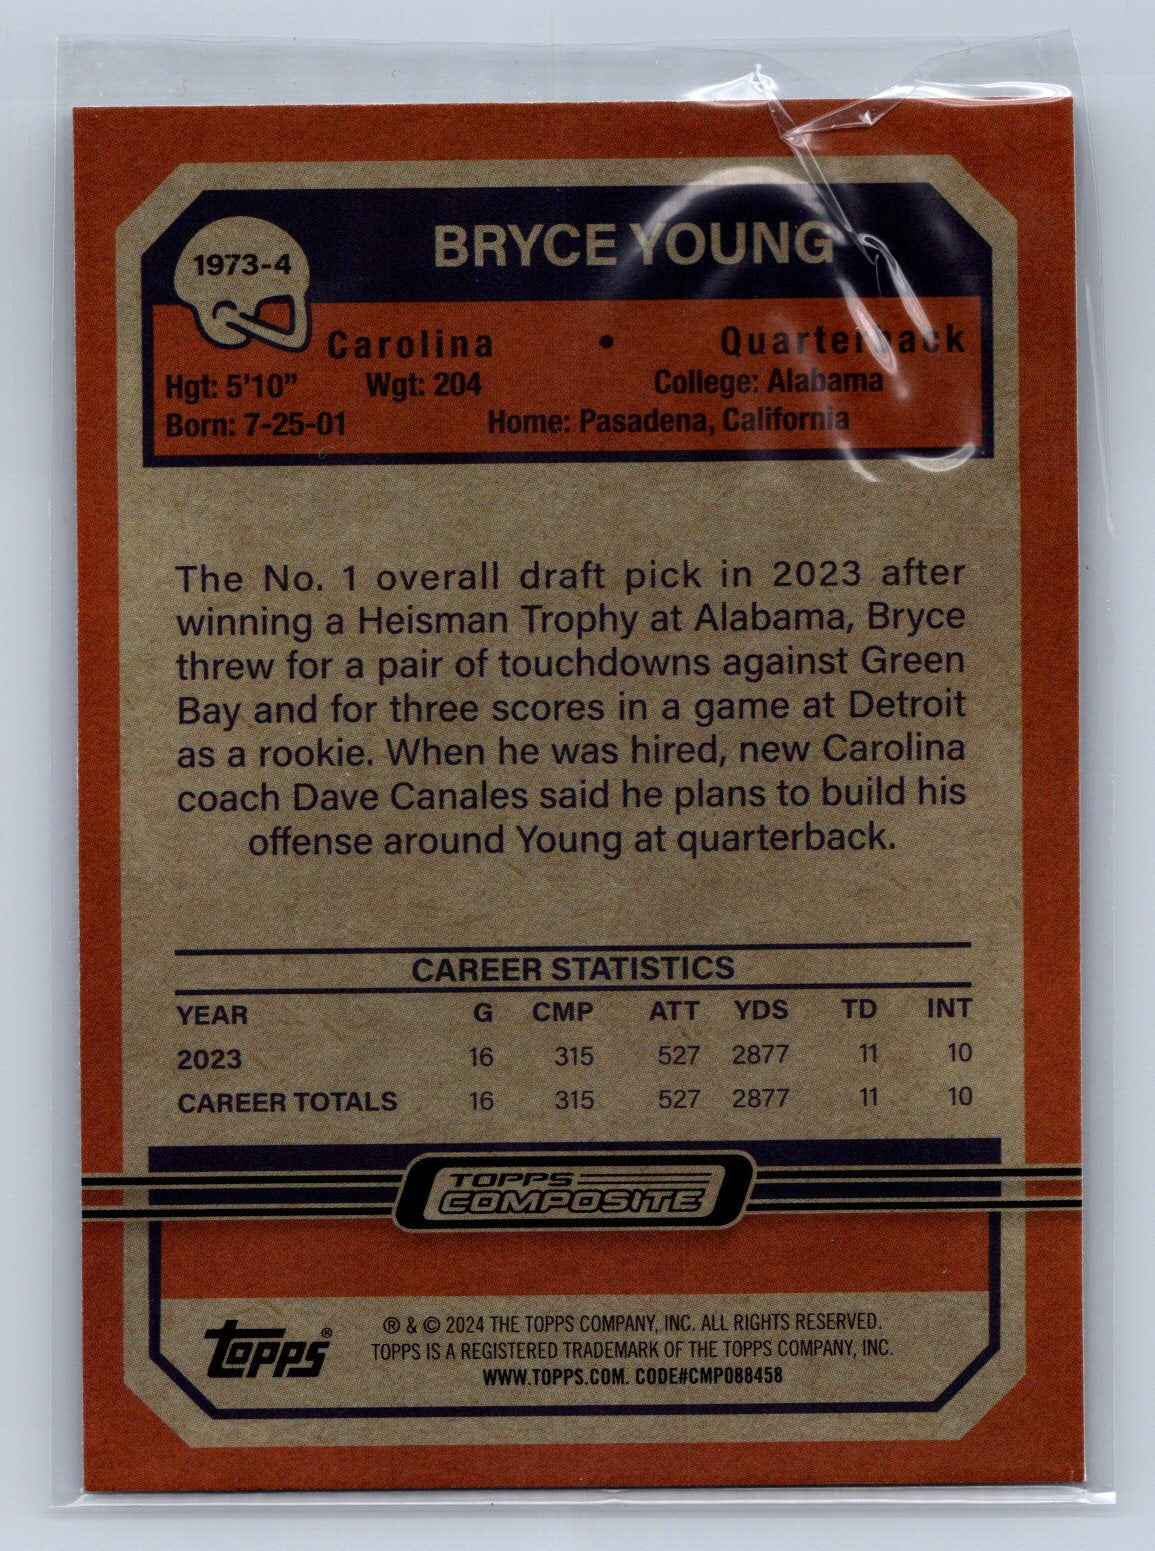 1973-4
BRYCE YOUNG
Carolina • Quarterback
Hgt: 5'10" Wgt: 204 College: Alabama
Born: 7-25-01 Home: Pasadena, California
The No. 1 overall draft pick in 2023 after
winning a Heisman Trophy at Alabama, Bryce
threw for a pair of touchdowns against Green
Bay and for three scores in a game at Detroit
as a rookie. When he was hired, new Carolina
coach Dave Canales said he plans to build his
offense around Young at quarterback.
CAREER STATISTICS
YEAR G CMP ATT YDS TD INT
2023 16 315 527 2877 11 10
CAREER TOTALS 16 315 527 2877 11 10
TOPPS
COMPOSITE
topps®
® & © 2024 THE TOPPS COMPANY, INC. ALL RIGHTS RESERVED.
TOPPS IS A REGISTERED TRADEMARK OF THE TOPPS COMPANY, INC.
WWW.TOPPS.COM. CODE#CMP088458